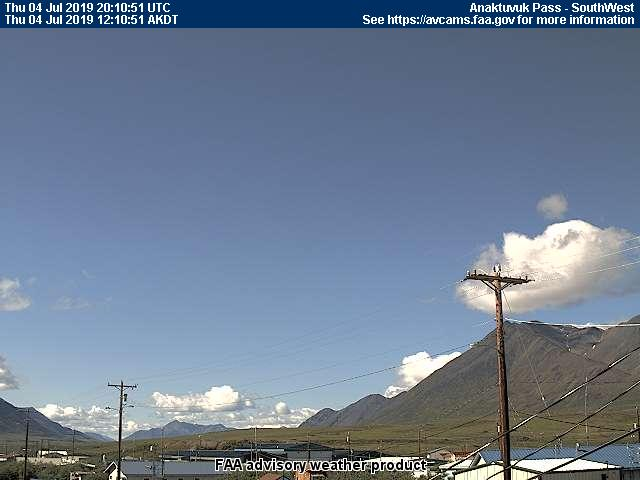 Thu 04 Jul 2019 20:10:51 UTC
Anaktuvuk Pass - SouthWest
Thu 04 Jul 2019 12:10:51 AKDT
See https://avcams.faa.gov for more information
FAA advisory weather product